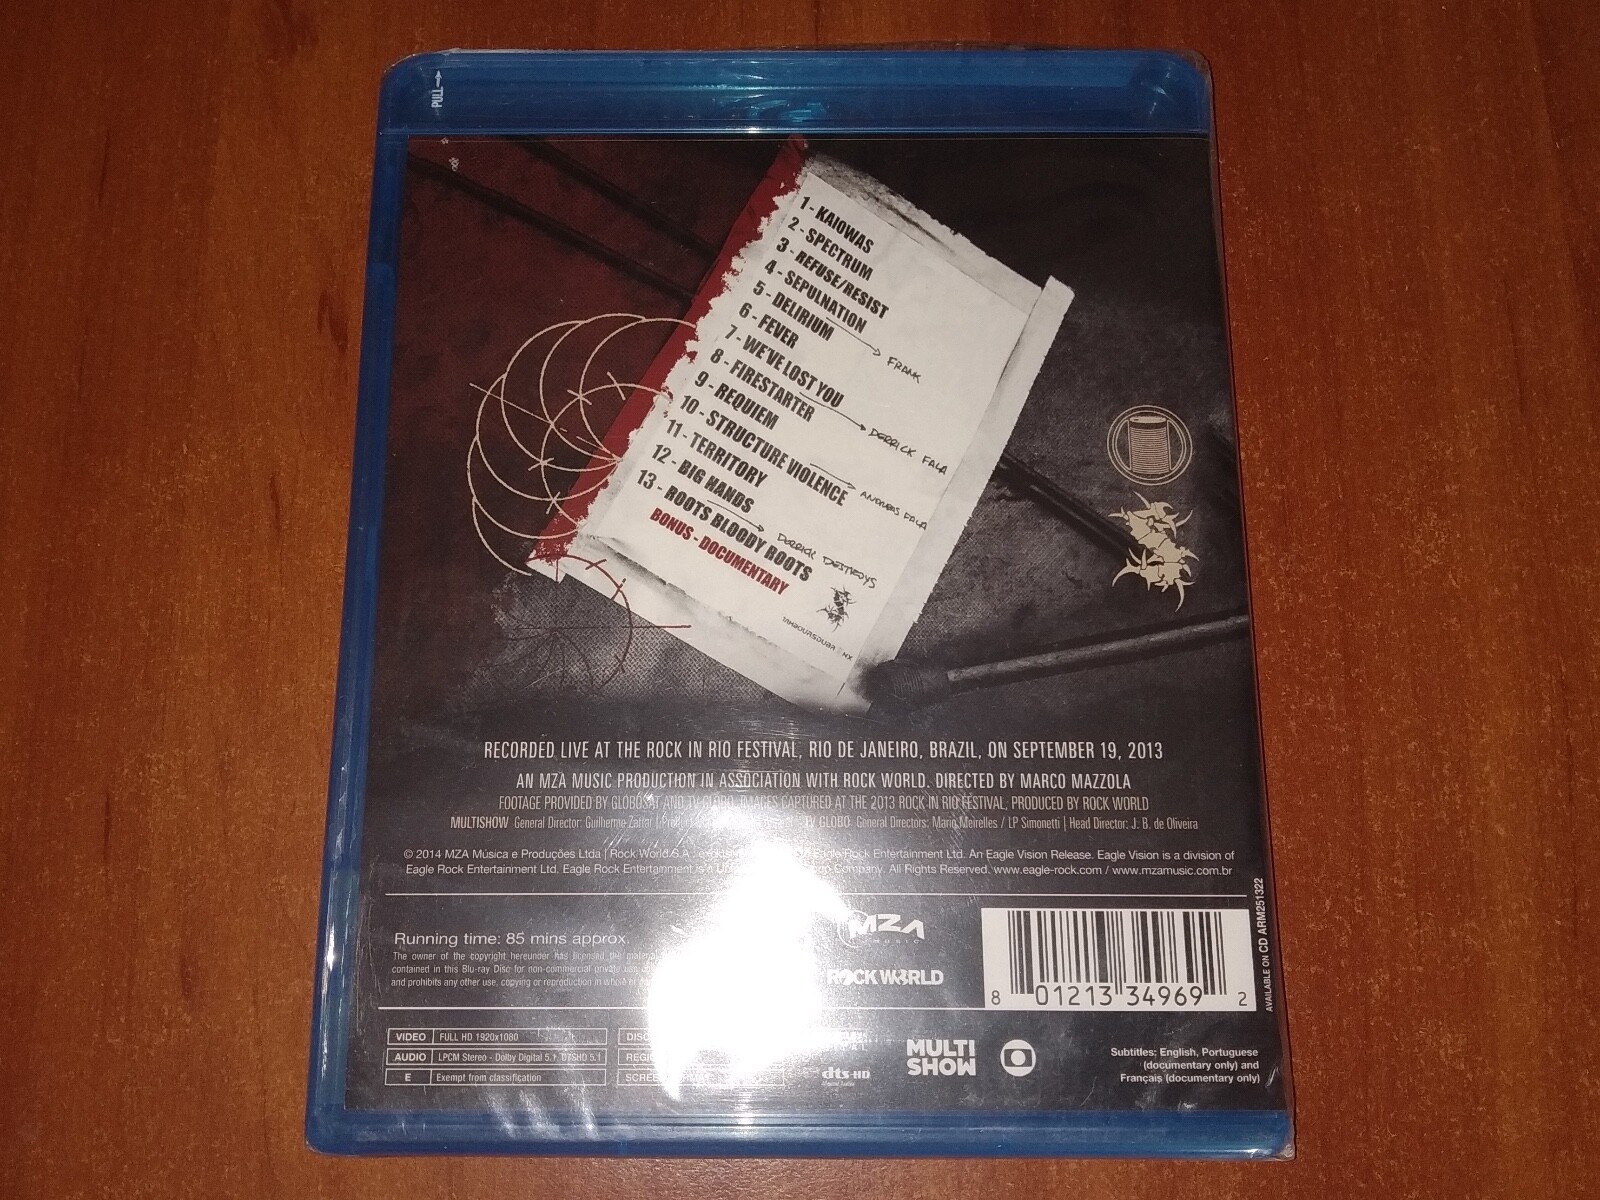 PULL→
1 - KAIOWAS
2 - SPECTRUM
3 - REFUSE/RESIST
4 - SEPULNATION
5 - DELIRIUM
FRANK
6 - FEVER
7 - WE'VE LOST YOU
8 - FIRESTARTER
DERRICK FALA
9 - REQUIEM
10 - STRUCTURE VIOLENCE
ANDREAS FALA
11 - TERRITORY
12 - BIG HANDS
DERRICK DESTROYS
13 - ROOTS BLOODY ROOTS
BONUS - DOCUMENTARY
RECORDED LIVE AT THE ROCK IN RIO FESTIVAL, RIO DE JANEIRO, BRAZIL, ON SEPTEMBER 19, 2013
AN MZA MUSIC PRODUCTION IN ASSOCIATION WITH ROCK WORLD. DIRECTED BY MARCO MAZZOLA
FOOTAGE PROVIDED BY GLOBOSAT AND TV GLOBO. IMAGES CAPTURED AT THE 2013 ROCK IN RIO FESTIVAL, PRODUCED BY ROCK WORLD
MULTISHOW General Director: Guilherme Zattar | TV GLOBO General Directors: Mario Meirelles / LP Simonetti | Head Director: J. B. de Oliveira
© 2014 MZA Música e Produções Ltda | Rock World S.A. Eagle Rock Entertainment Ltd. An Eagle Vision Release. Eagle Vision is a division of
Eagle Rock Entertainment Ltd. Eagle Rock Entertainment is a Company. All Rights Reserved. www.eagle-rock.com / www.mzamusic.com.br
Running time: 85 mins approx.
The owner of the copyright hereunder has licensed the
contained in this Blu-ray Disc for non-commercial private use
and prohibits any other use, copying or reproduction in whole or
MZA
MUSIC
ROCK WORLD
8 01213 34969 2
AVAILABLE ON CD ARM251322
VIDEO FULL HD 1920x1080
AUDIO LPCM Stereo - Dolby Digital 5.1, DTSHD 5.1
E Exempt from classification
dts-HD
MULTI
SHOW
Subtitles: English, Portuguese
(documentary only) and
Français (documentary only)